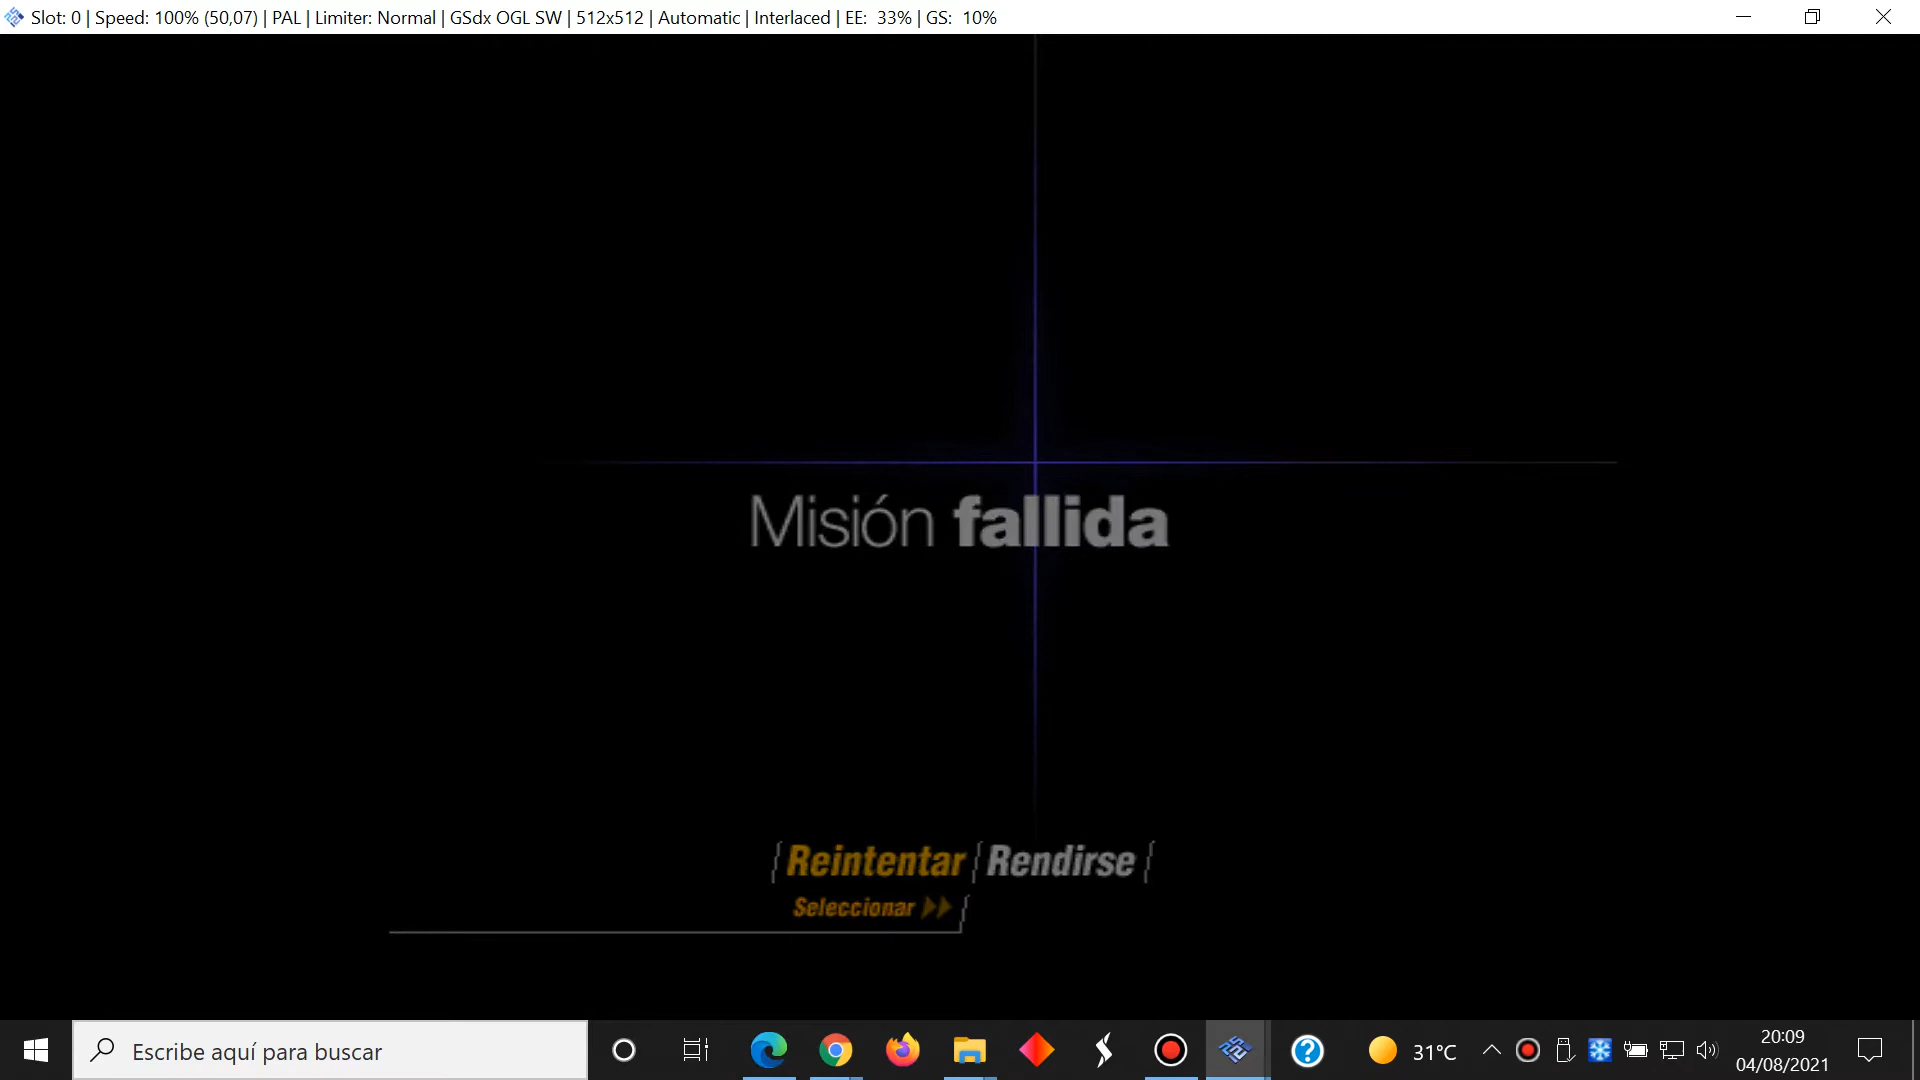 Slot: 0 | Speed: 100% (50,07) | PAL | Limiter: Normal | GSdx OGL SW | 512x512 | Automatic | Interlaced | EE:  33% | GS:  10%
Misión fallida
Reintentar Rendirse
Seleccionar
Escribe aquí para buscar
31°C
20:09
04/08/2021